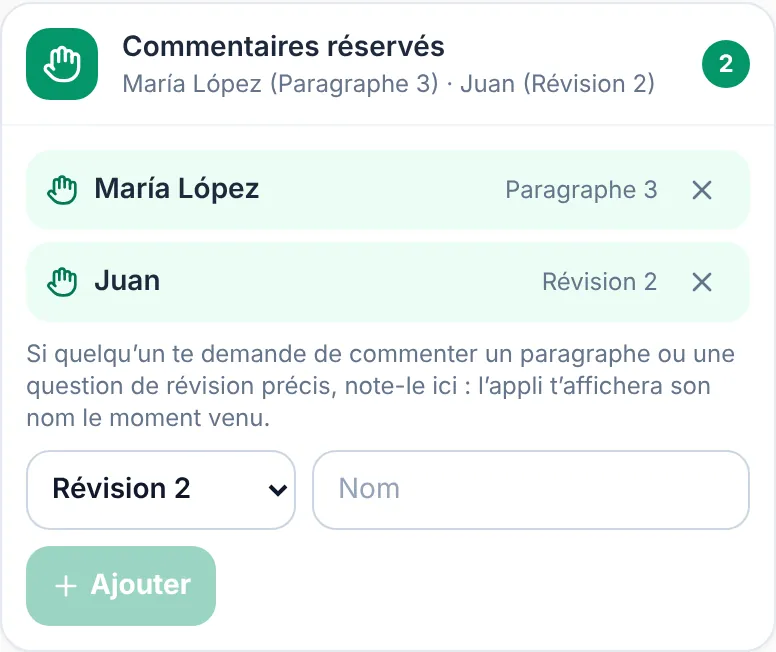 Commentaires réservés
María López (Paragraphe 3) · Juan (Révision 2)
2
María López
Paragraphe 3
Juan
Révision 2
Si quelqu’un te demande de commenter un paragraphe ou une
question de révision précis, note-le ici : l’appli t’affichera son
nom le moment venu.
Révision 2
Nom
+ Ajouter